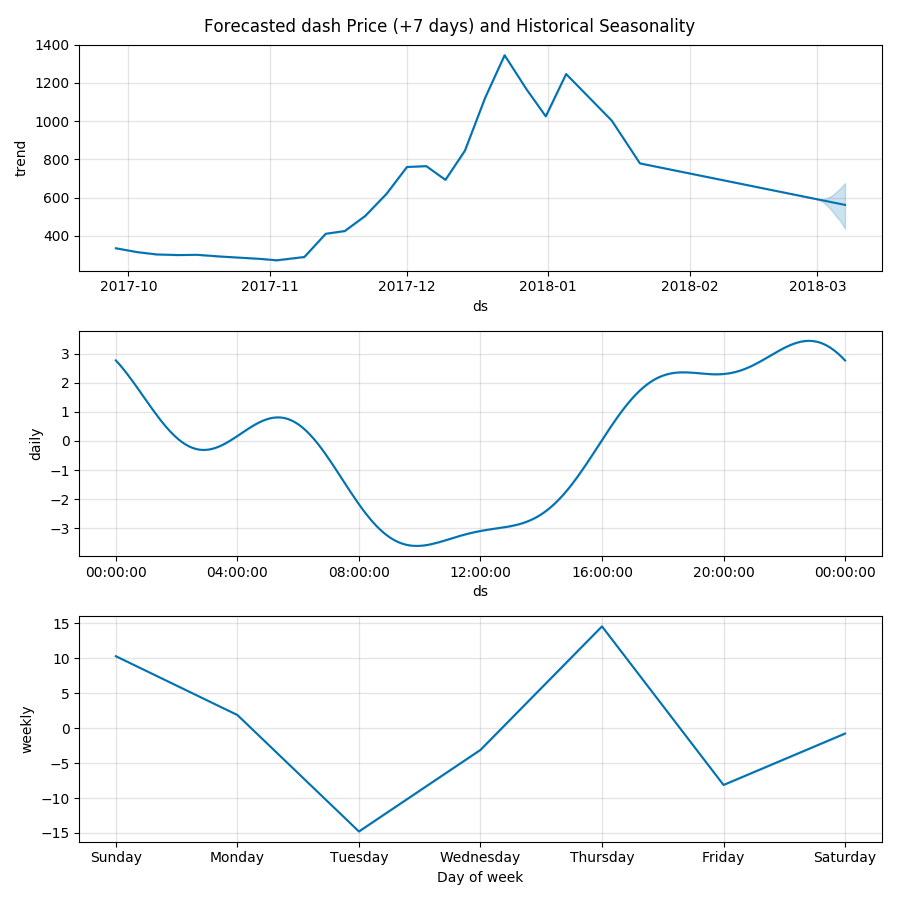 Forecasted dash Price (+7 days) and Historical Seasonality
1400
1200
1000
800
600
400
trend
2017-10 2017-11 2017-12 2018-01 2018-02 2018-03
ds
3
2
1
0
−1
−2
−3
daily
00:00:00 04:00:00 08:00:00 12:00:00 16:00:00 20:00:00 00:00:00
ds
15
10
5
0
−5
−10
−15
weekly
Sunday Monday Tuesday Wednesday Thursday Friday Saturday
Day of week